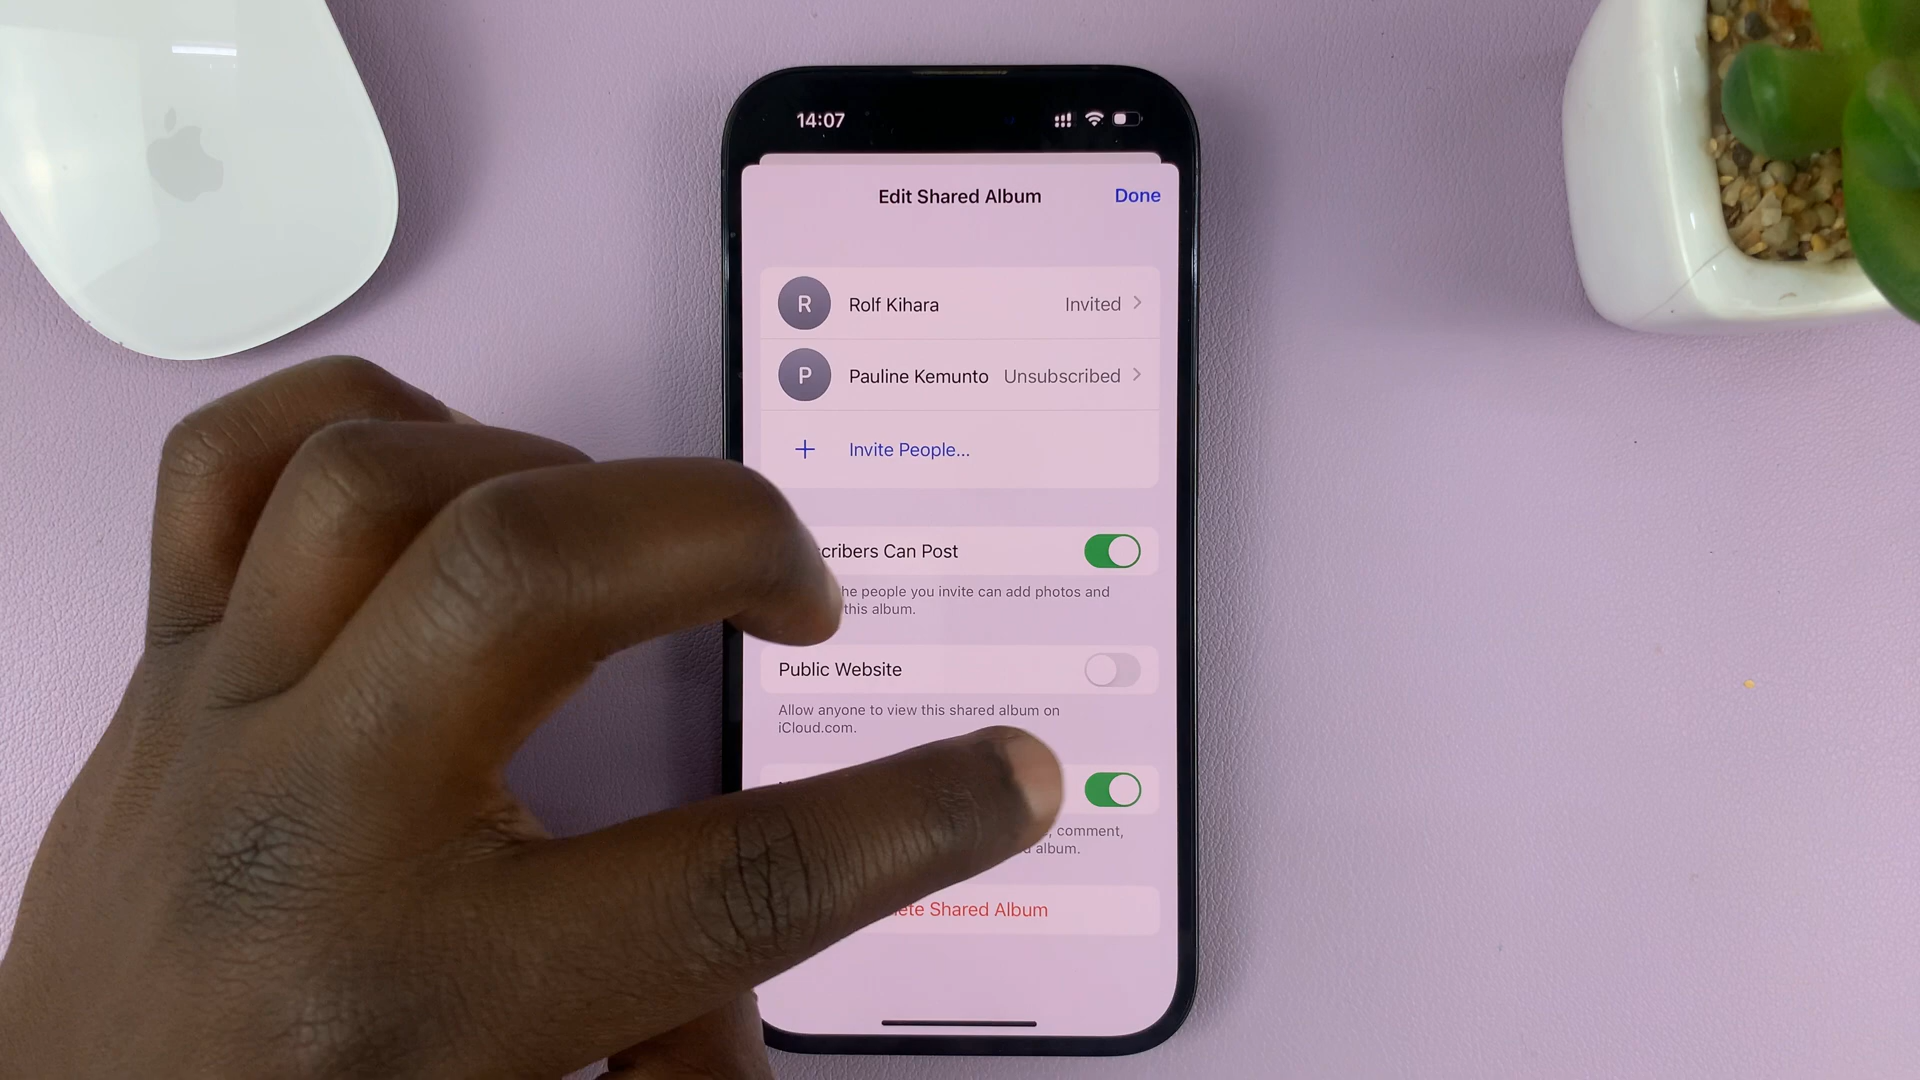 14:07
Edit Shared Album
Done
R
Rolf Kihara
Invited
P
Pauline Kemunto
Unsubscribed
+
Invite People...
scribers Can Post
he people you invite can add photos and
this album.
Public Website
Allow anyone to view this shared album on
iCloud.com.
, comment,
album.
ete Shared Album